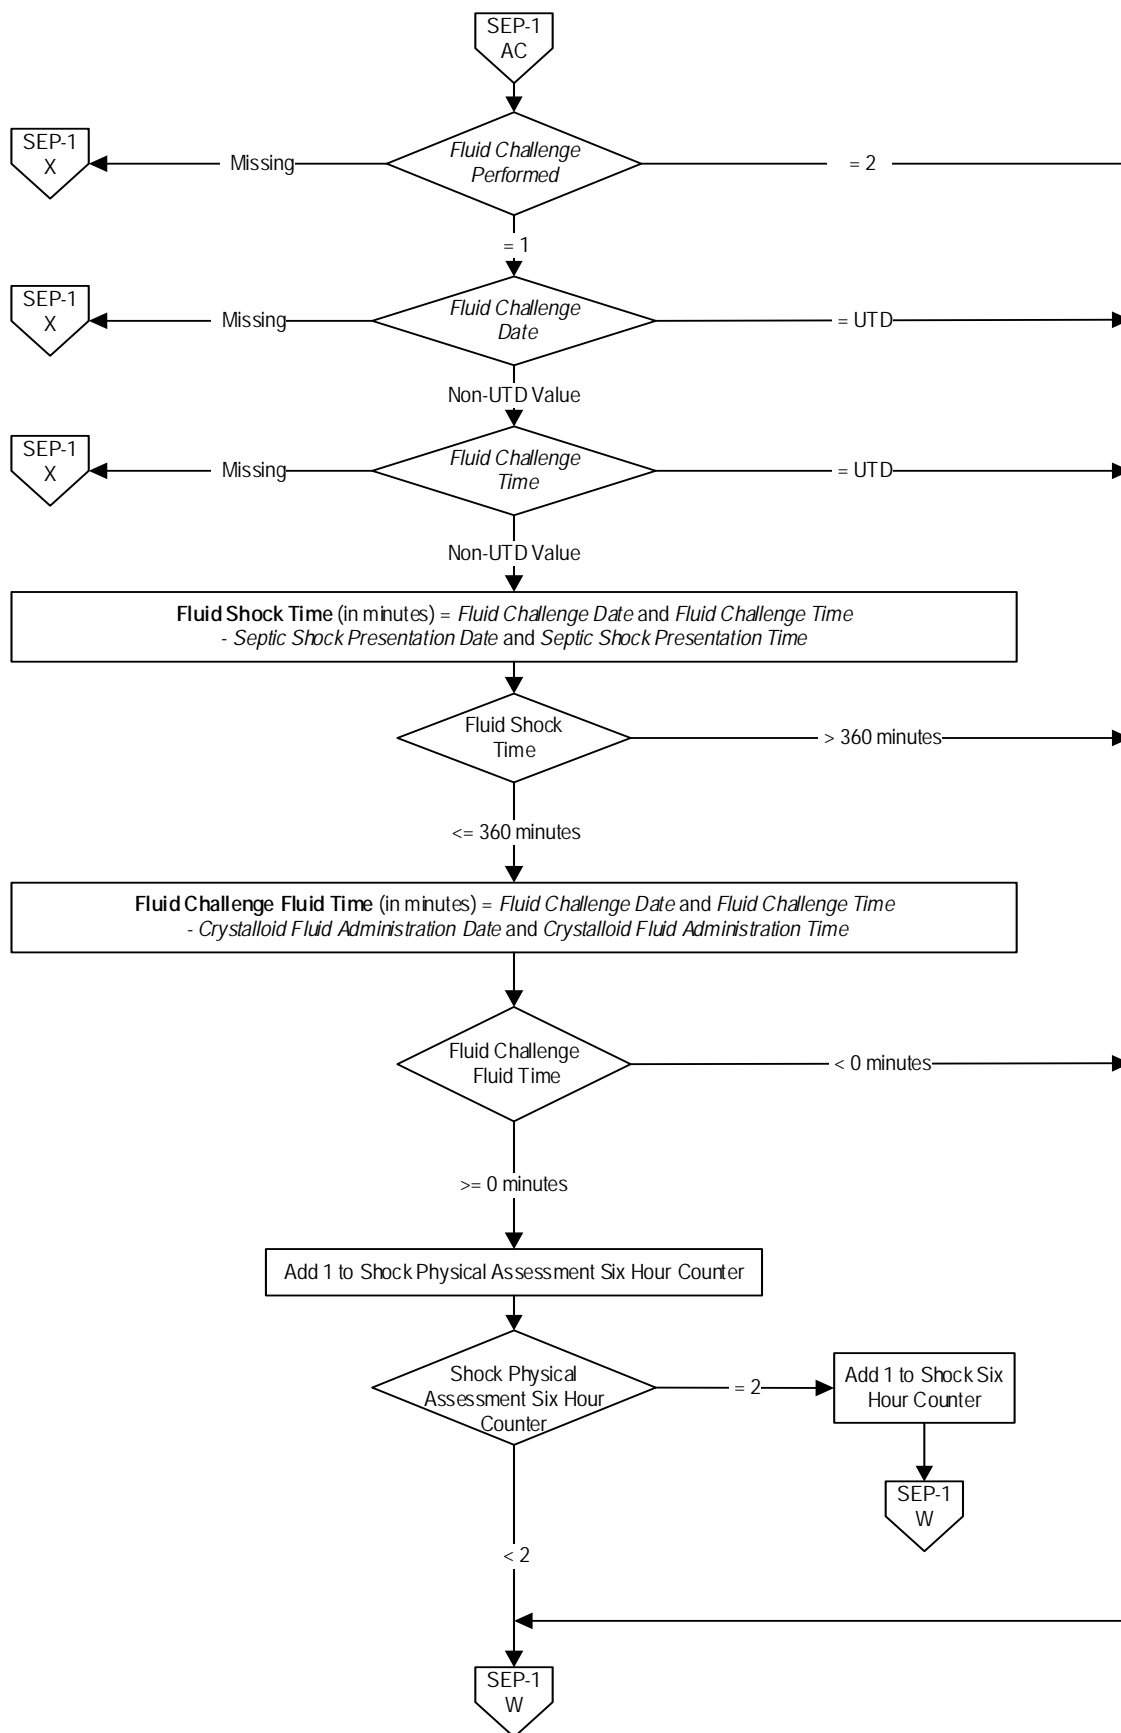 SEP-1
AC
SEP-1
X
Missing
Fluid Challenge
Performed
= 2
= 1
SEP-1
X
Missing
Fluid Challenge
Date
= UTD
Non-UTD Value
SEP-1
X
Missing
Fluid Challenge
Time
= UTD
Non-UTD Value
Fluid Shock Time (in minutes) = Fluid Challenge Date and Fluid Challenge Time
- Septic Shock Presentation Date and Septic Shock Presentation Time
Fluid Shock
Time
> 360 minutes
<= 360 minutes
Fluid Challenge Fluid Time (in minutes) = Fluid Challenge Date and Fluid Challenge Time
- Crystalloid Fluid Administration Date and Crystalloid Fluid Administration Time
Fluid Challenge
Fluid Time
< 0 minutes
>= 0 minutes
Add 1 to Shock Physical Assessment Six Hour Counter
Shock Physical
Assessment Six Hour
Counter
= 2
Add 1 to Shock Six
Hour Counter
SEP-1
W
< 2
SEP-1
W